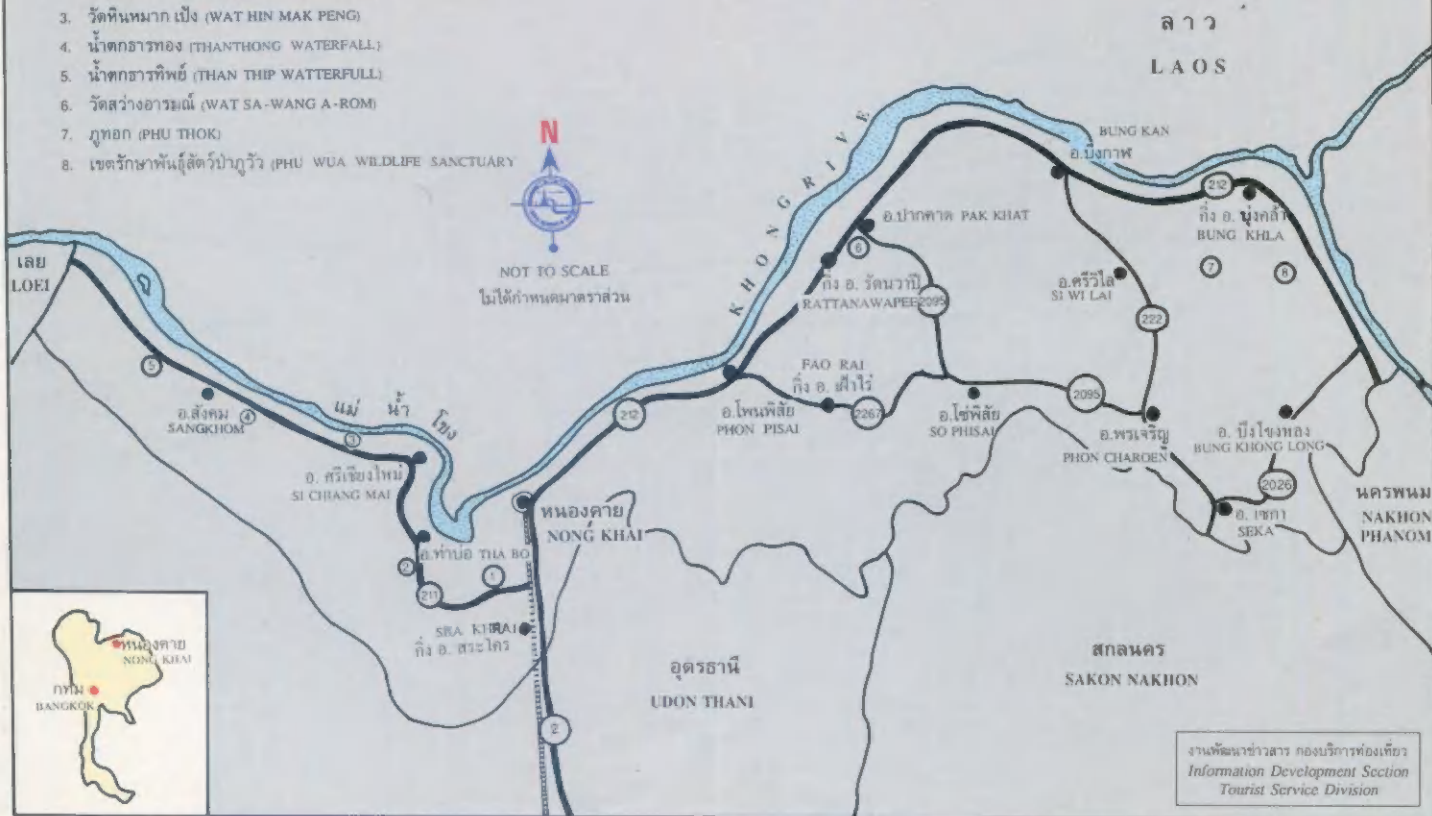 3. วัดหินหมากเป้ง (WAT HIN MAK PENG)
4. น้ำตกธารทอง (THANTHONG WATERFALL)
5. น้ำตกธารทิพย์ (THAN THIP WATTERFULL)
6. วัดสว่างอารมณ์ (WAT SA-WANG A-ROM)
7. ภูทอก (PHU THOK)
8. เขตรักษาพันธุ์สัตว์ป่าภูวัว (PHU WUA WILDLIFE SANCTUARY
ลาว
LAOS
N
NOT TO SCALE
ไม่ได้กำหนดมาตราส่วน
KHONG RIVE
BUNG KAN
อ.บึงกาฬ
212
กิ่ง อ. บุ่งคล้า
BUNG KHLA
7
8
อ.ปากคาด PAK KHAT
6
กิ่ง อ. รัตนวาปี
RATTANAWAPEE
2095
อ.ศรีวิไล
SI WI LAI
222
เลย
LOEI
5
อ.สังคม
SANGKHOM
4
แม่ น้ำ โขง
3
อ. ศรีเชียงใหม่
SI CHIANG MAI
212
FAO RAI
กิ่ง อ. เฝ้าไร่
2267
อ.โพนพิสัย
PHON PISAI
อ.โซ่พิสัย
SO PHISAI
2095
อ.พรเจริญ
PHON CHAROEN
อ. บึงโขงหลง
BUNG KHONG LONG
2026
อ. เซกา
SEKA
นครพนม
NAKHON
PHANOM
หนองคาย
NONG KHAI
อ.ท่าบ่อ THA BO
2
1
211
SRA KHRAI
กิ่ง อ. สระใคร
2
อุดรธานี
UDON THANI
สกลนคร
SAKON NAKHON
หนองคาย
NONG KHAI
กทม
BANGKOK
งานพัฒนาข่าวสาร กองบริการท่องเที่ยว
Information Development Section
Tourist Service Division